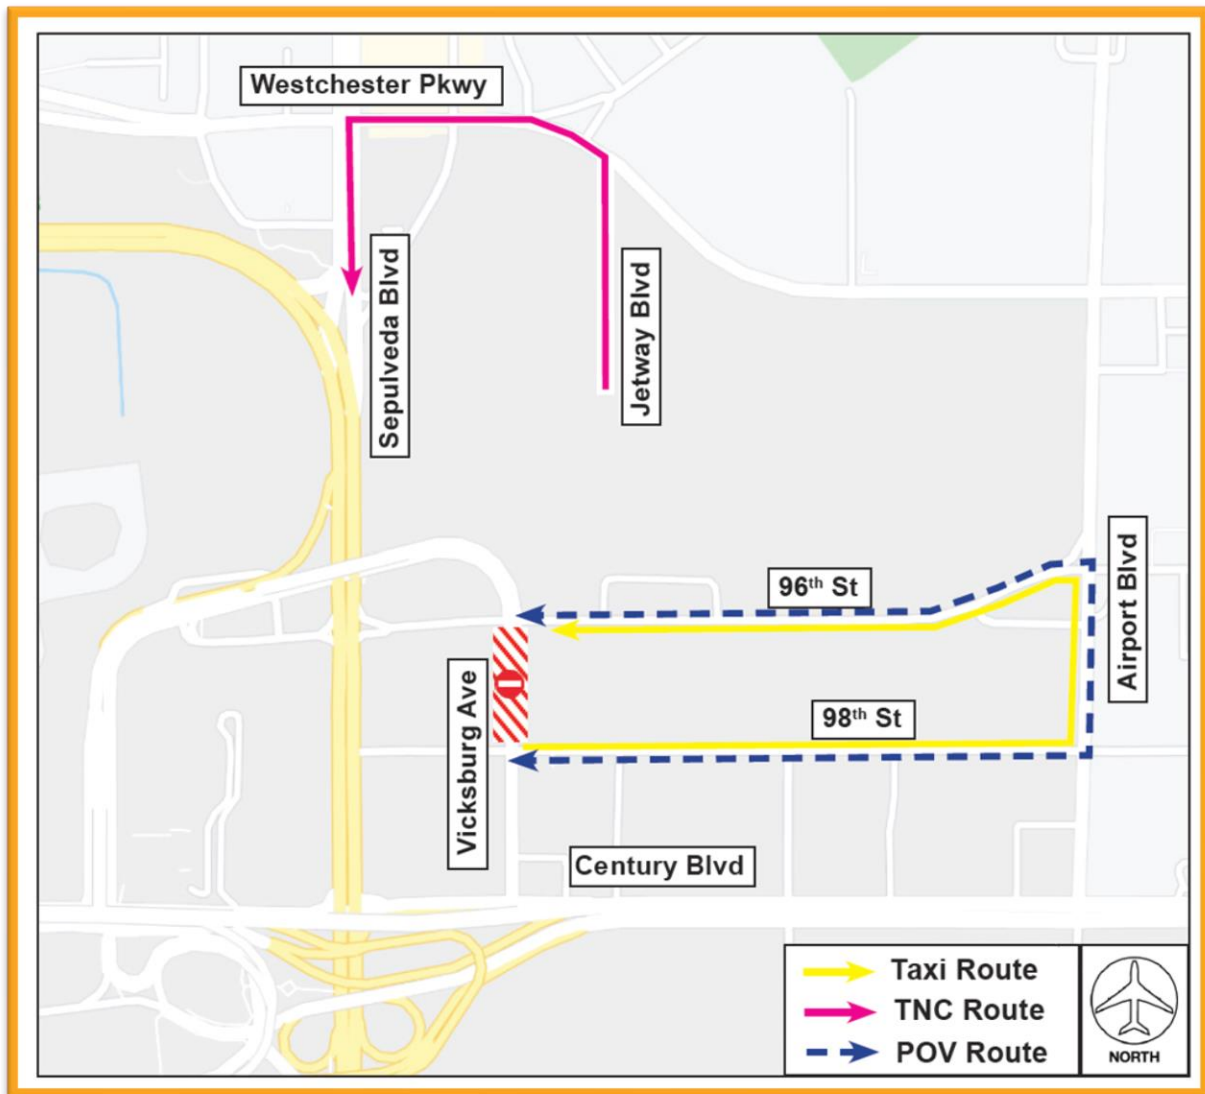 Westchester Pkwy
Sepulveda Blvd
Jetway Blvd
96th St
Airport Blvd
98th St
Vicksburg Ave
Century Blvd
Taxi Route
TNC Route
POV Route
NORTH